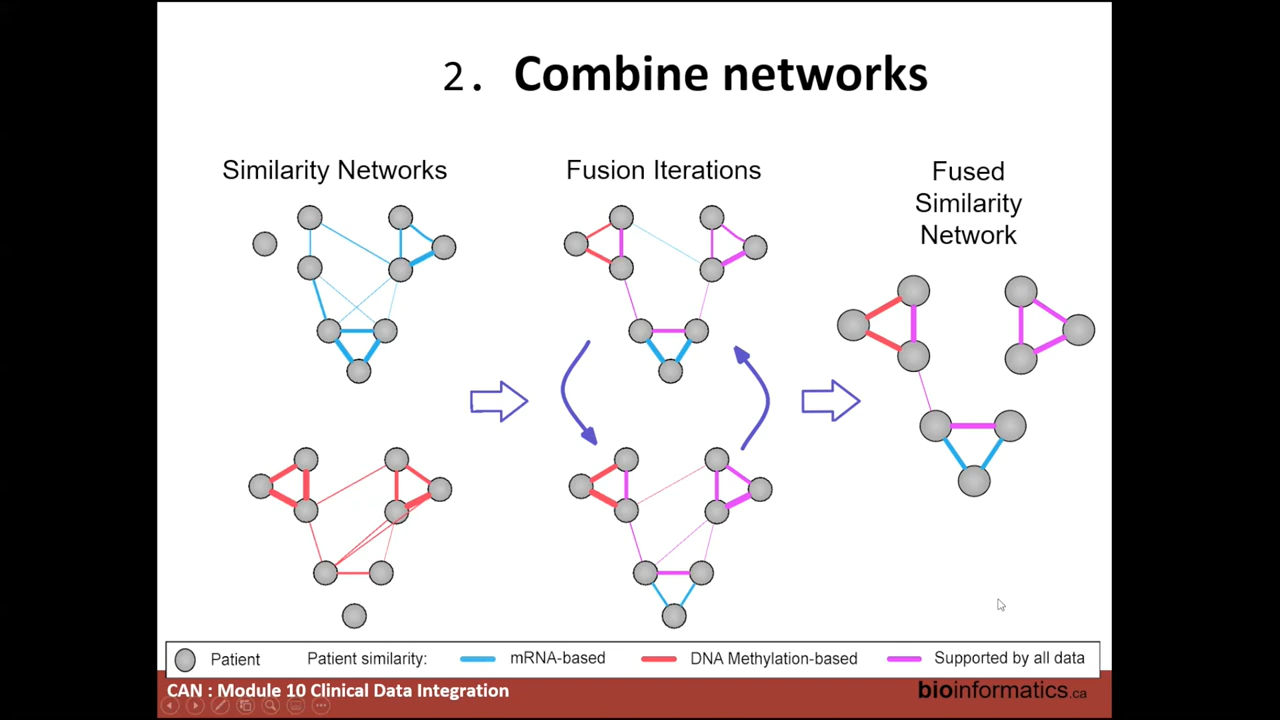 2. Combine networks
Similarity Networks
Fusion Iterations
Fused
Similarity
Network
Patient
Patient similarity:
mRNA-based
DNA Methylation-based
Supported by all data
CAN : Module 10 Clinical Data Integration
bioinformatics.ca